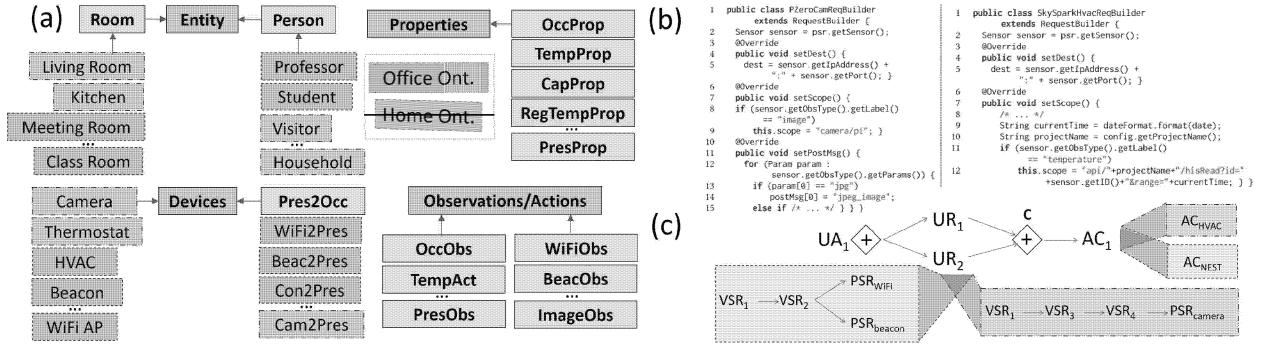 (a)
Room
Entity
Person
Living Room
Kitchen
Meeting Room
...
Class Room
Professor
Student
Visitor
...
Household
Properties
Office Ont.
Home Ont.
OccProp
TempProp
CapProp
RegTempProp
...
PresProp
Camera
Thermostat
HVAC
Beacon
...
WiFi AP
Devices
Pres2Occ
WiFi2Pres
Beac2Pres
Con2Pres
...
Cam2Pres
Observations/Actions
OccObs
TempAct
...
PresObs
WiFiObs
BeacObs
...
ImageObs
(b)
1 public class PZeroCamReqBuilder
extends RequestBuilder {
2 Sensor sensor = psr.getSensor();
3 @Override
4 public void setDest() {
5 dest = sensor.getIpAddress() +
":" + sensor.getPort(); }
6 @Override
7 public void setScope() {
8 if (sensor.getObsType().getLabel()
== "image")
9 this.scope = "camera/pi"; }
10 @Override
11 public void setPostMsg() {
12 for (Param param :
sensor.getObsType().getParams()) {
13 if (param[0] == "jpg")
14 postMsg[0] = "jpeg_image";
15 else if /* ... */ } } }
1 public class SkySparkHvacReqBuilder
extends RequestBuilder {
2 Sensor sensor = psr.getSensor();
3 @Override
4 public void setDest() {
5 dest = sensor.getIpAddress() +
":" + sensor.getPort(); }
6 @Override
7 public void setScope() {
8 /* ... */
9 String currentTime = dateFormat.format(date);
10 String projectName = config.getProjectName();
11 if (sensor.getObsType().getLabel()
== "temperature")
12 this.scope = "api/"+projectName+"/hisRead?id="
+sensor.getID()+"&range="+currentTime; } }
(c)
UA1
+
UR1
UR2
C
+
AC1
ACHVAC
ACNEST
VSR1
VSR2
PSRWiFi
PSRbeacon
VSR1
VSR3
VSR4
PSRcamera